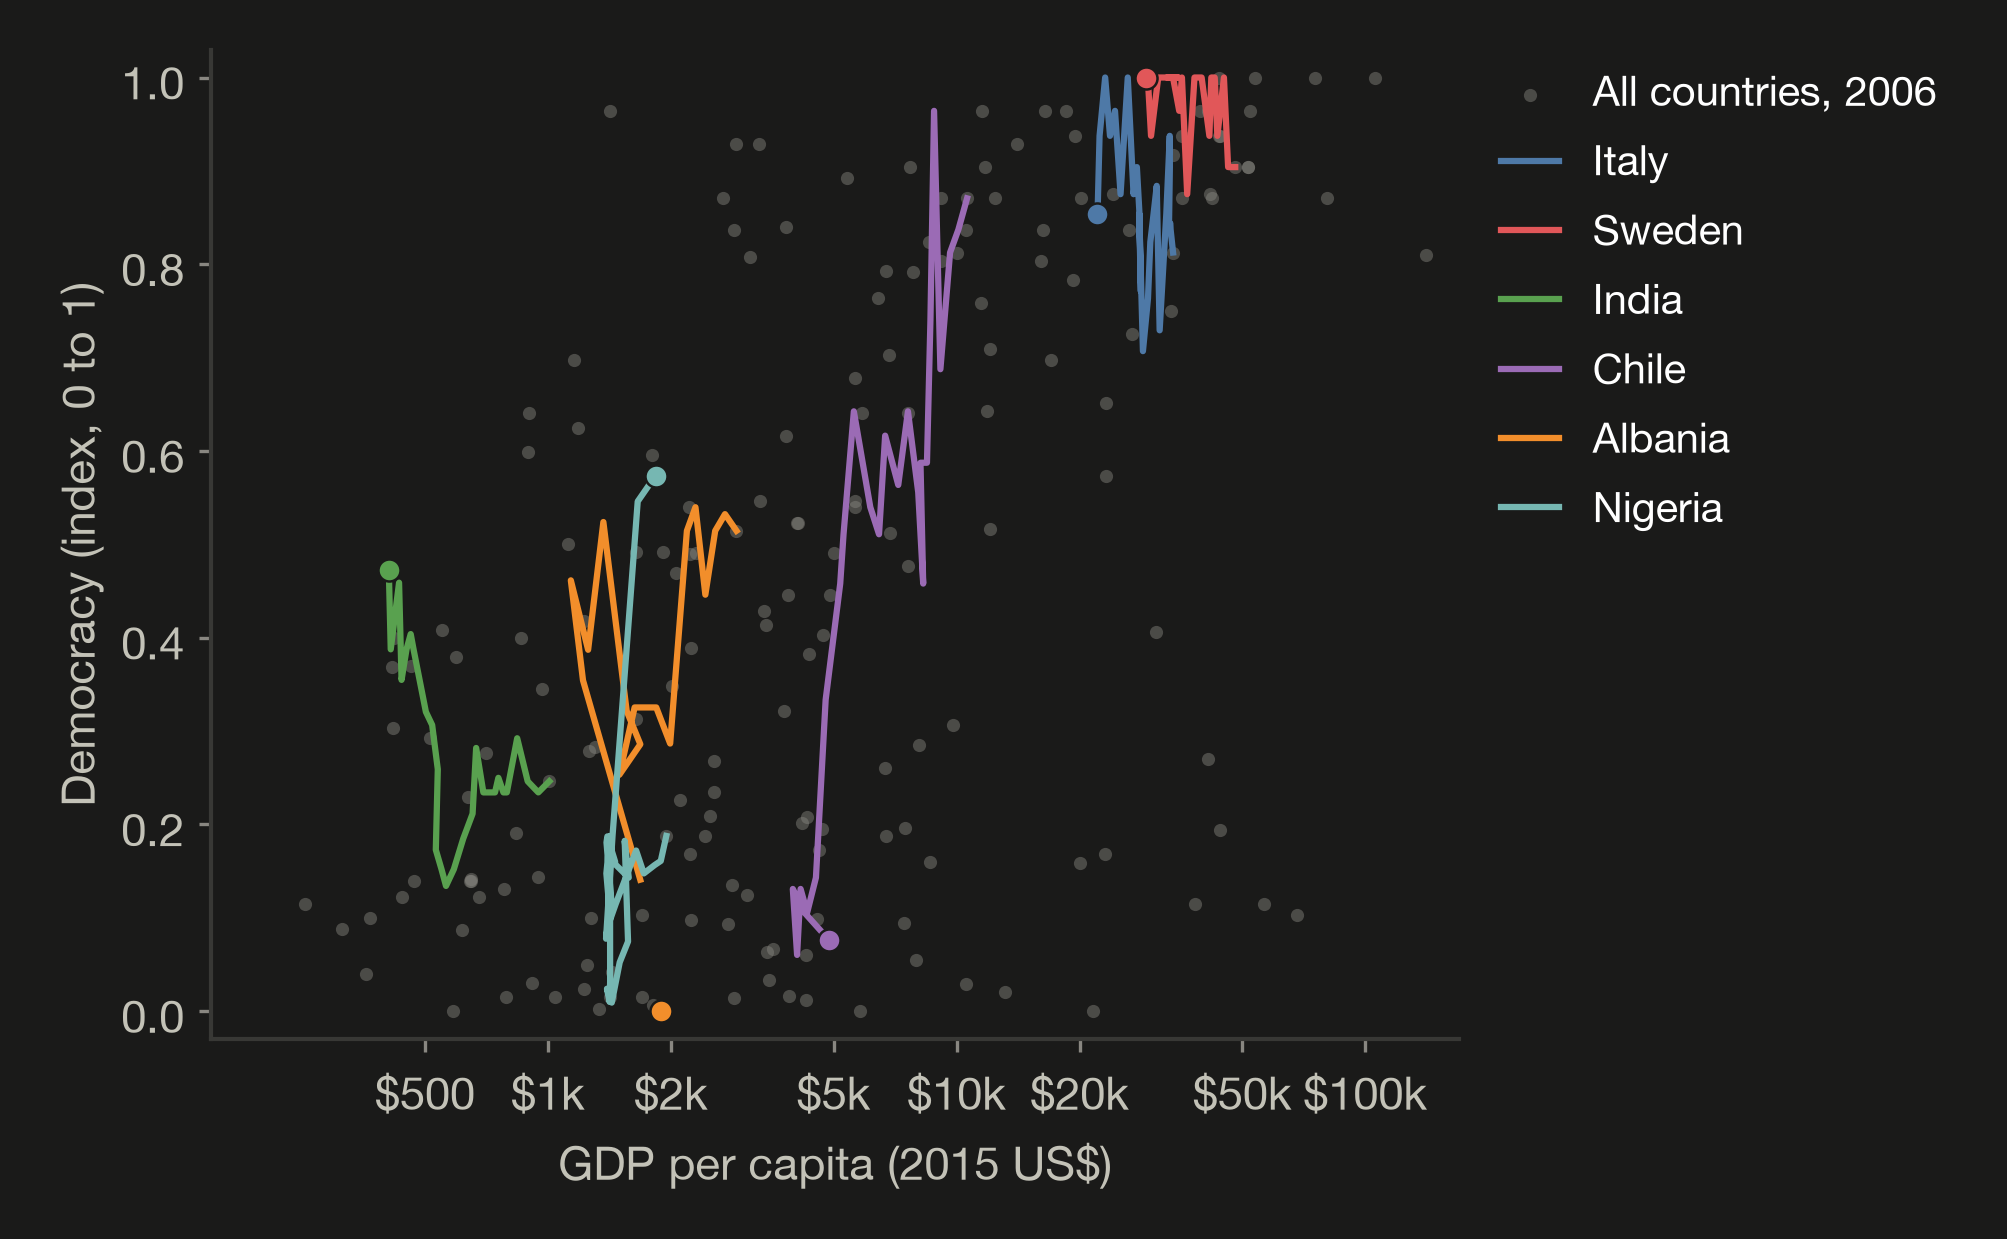 1.0
0.8
0.6
0.4
0.2
0.0
Democracy (index, 0 to 1)
$500 $1k $2k $5k $10k $20k $50k $100k
GDP per capita (2015 US$)
All countries, 2006
Italy
Sweden
India
Chile
Albania
Nigeria